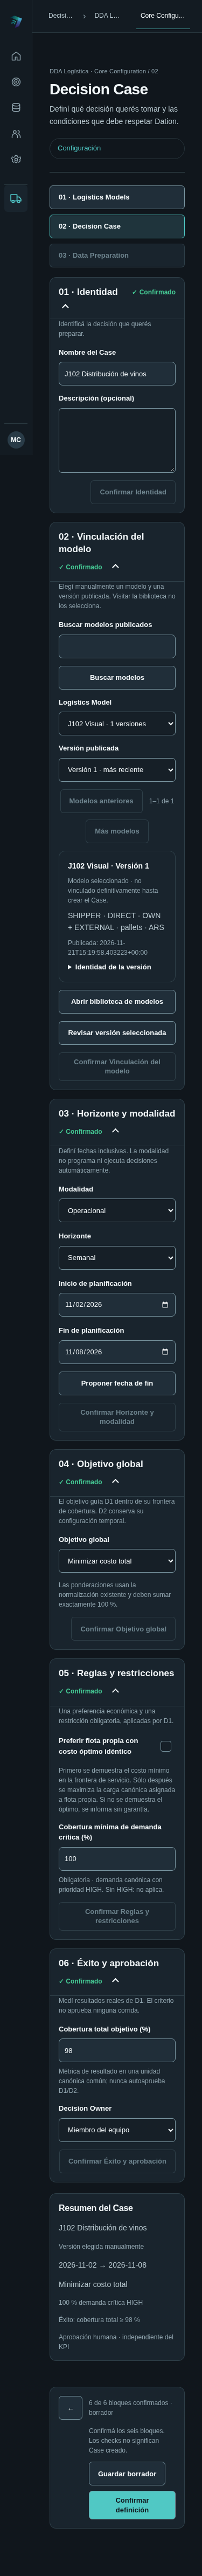 Decisi...
DDA L...
Core Configu...
DDA Logística · Core Configuration / 02
Decision Case
Definí qué decisión querés tomar y las
condiciones que debe respetar Dation.
Configuración
01 · Logistics Models
02 · Decision Case
03 · Data Preparation
01 · Identidad
✓ Confirmado
Identificá la decisión que querés
preparar.
Nombre del Case
J102 Distribución de vinos
Descripción (opcional)
Confirmar Identidad
02 · Vinculación del
modelo
✓ Confirmado
Elegí manualmente un modelo y una
versión publicada. Visitar la biblioteca no
los selecciona.
Buscar modelos publicados
Buscar modelos
Logistics Model
J102 Visual · 1 versiones
Versión publicada
Versión 1 · más reciente
Modelos anteriores
1–1 de 1
Más modelos
J102 Visual · Versión 1
Modelo seleccionado · no
vinculado definitivamente hasta
crear el Case.
SHIPPER · DIRECT · OWN
+ EXTERNAL · pallets · ARS
Publicada: 2026-11-
21T15:19:58.403223+00:00
Identidad de la versión
Abrir biblioteca de modelos
Revisar versión seleccionada
Confirmar Vinculación del
modelo
03 · Horizonte y modalidad
✓ Confirmado
Definí fechas inclusivas. La modalidad
no programa ni ejecuta decisiones
automáticamente.
Modalidad
Operacional
Horizonte
Semanal
Inicio de planificación
11/02/2026
Fin de planificación
11/08/2026
Proponer fecha de fin
Confirmar Horizonte y
modalidad
04 · Objetivo global
✓ Confirmado
El objetivo guía D1 dentro de su frontera
de cobertura. D2 conserva su
configuración temporal.
Objetivo global
Minimizar costo total
Las ponderaciones usan la
normalización existente y deben sumar
exactamente 100 %.
Confirmar Objetivo global
05 · Reglas y restricciones
✓ Confirmado
Una preferencia económica y una
restricción obligatoria, aplicadas por D1.
Preferir flota propia con
costo óptimo idéntico
Primero se demuestra el costo mínimo
en la frontera de servicio. Sólo después
se maximiza la carga canónica asignada
a flota propia. Si no se demuestra el
óptimo, se informa sin garantía.
Cobertura mínima de demanda
crítica (%)
100
Obligatoria · demanda canónica con
prioridad HIGH. Sin HIGH: no aplica.
Confirmar Reglas y
restricciones
06 · Éxito y aprobación
✓ Confirmado
Medí resultados reales de D1. El criterio
no aprueba ninguna corrida.
Cobertura total objetivo (%)
98
Métrica de resultado en una unidad
canónica común; nunca autoaprueba
D1/D2.
Decision Owner
Miembro del equipo
Confirmar Éxito y aprobación
Resumen del Case
J102 Distribución de vinos
Versión elegida manualmente
2026-11-02 → 2026-11-08
Minimizar costo total
100 % demanda crítica HIGH
Éxito: cobertura total ≥ 98 %
Aprobación humana · independiente del
KPI
←
6 de 6 bloques confirmados ·
borrador
Confirmá los seis bloques.
Los checks no significan
Case creado.
Guardar borrador
Confirmar
definición
MC